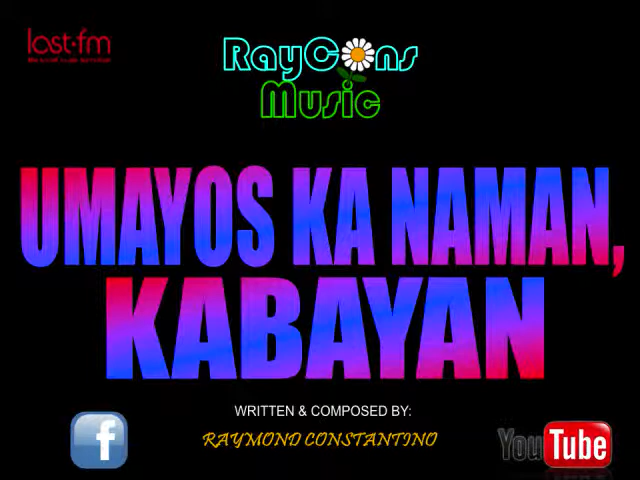 last.fm
RayCons
Music
UMAYOS KA NAMAN,
KABAYAN
WRITTEN & COMPOSED BY:
RAYMOND CONSTANTINO
f
YouTube